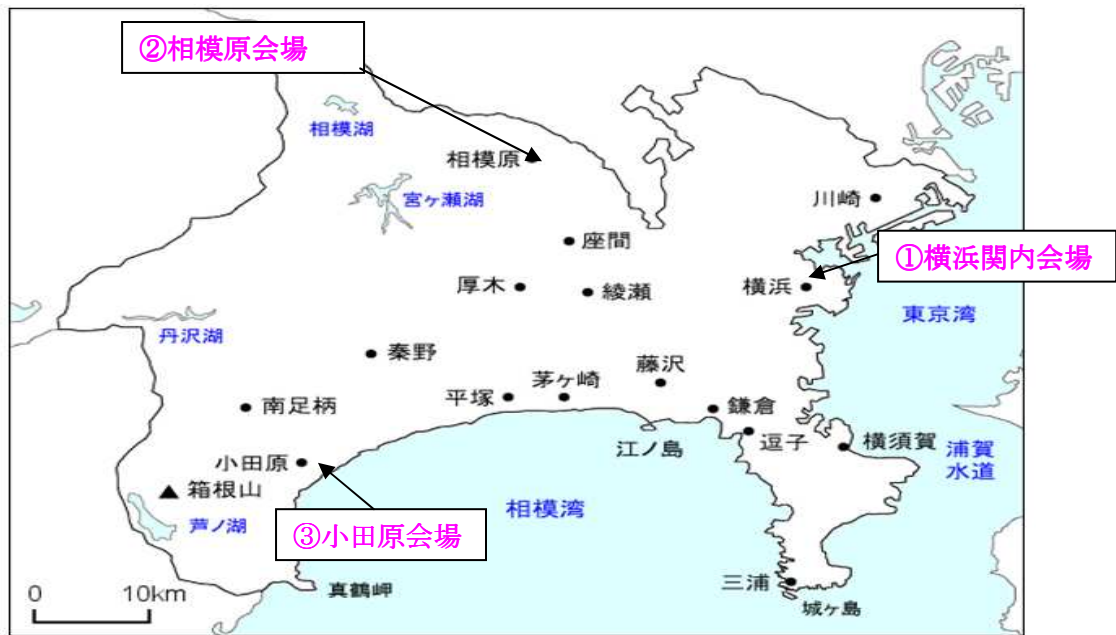 ②相模原会場
相模湖
相模原
宮ヶ瀬湖
川崎
座間
①横浜関内会場
厚木
綾瀬
横浜
東京湾
丹沢湖
秦野
藤沢
茅ヶ崎
平塚
南足柄
鎌倉
逗子
江ノ島
横須賀
浦賀
水道
小田原
箱根山
相模湾
芦ノ湖
③小田原会場
三浦
真鶴岬
城ヶ島
0 10km